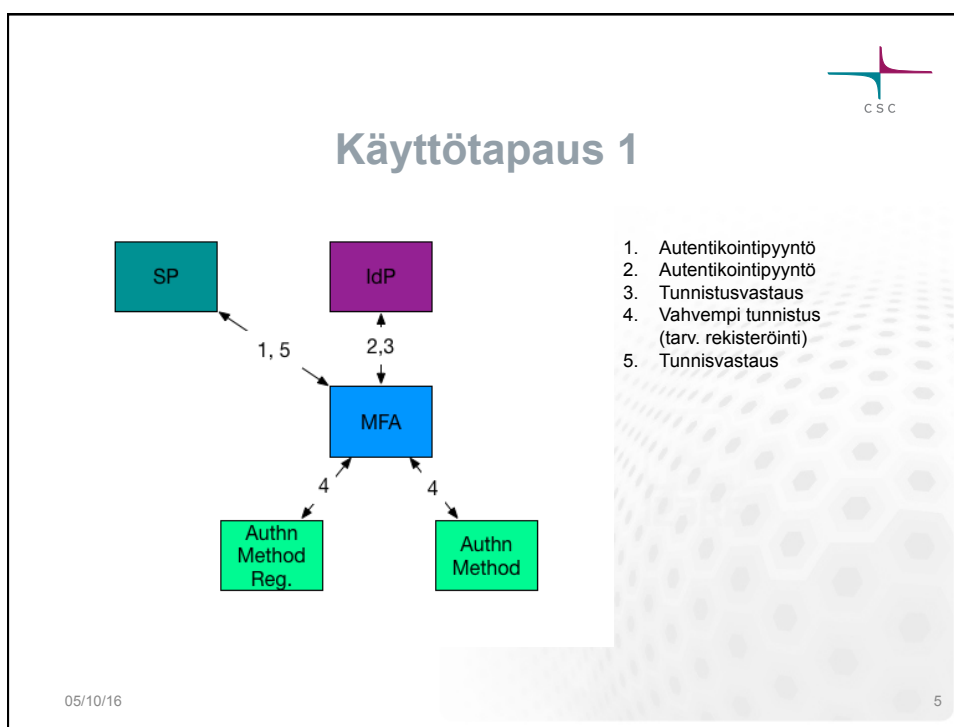 CSC
Käyttötapaus 1
SP
IdP
1, 5
2,3
MFA
4
4
Authn
Method
Reg.
Authn
Method
1. Autentikointipyyntö
2. Autentikointipyyntö
3. Tunnistusvastaus
4. Vahvempi tunnistus
(tarv. rekisteröinti)
5. Tunnisvastaus
05/10/16
5